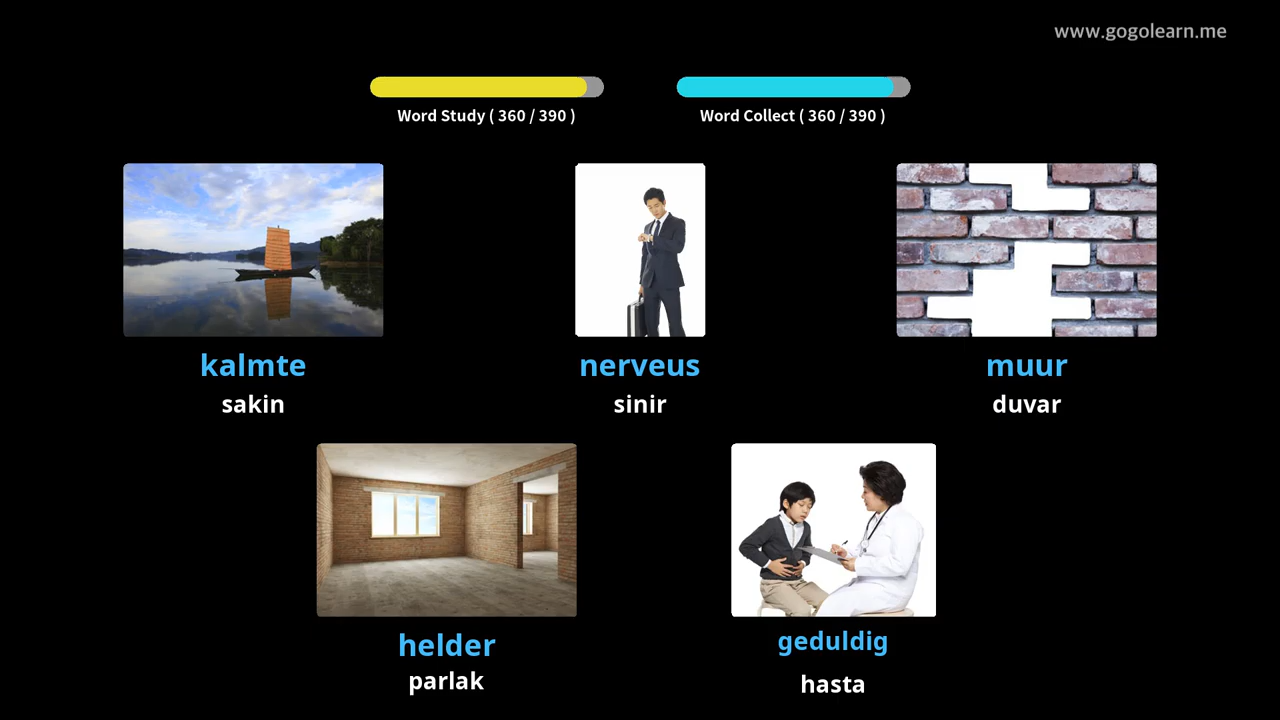 www.gogolearn.me
Word Study ( 360 / 390 )
Word Collect ( 360 / 390 )
kalmte
sakin
nerveus
sinir
muur
duvar
helder
parlak
geduldig
hasta